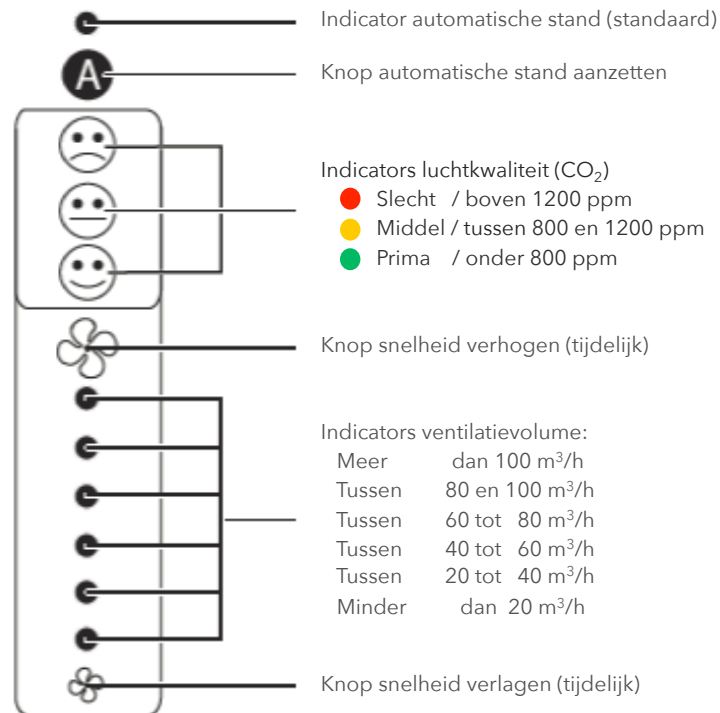 Indicator automatische stand (standaard)
A
Knop automatische stand aanzetten
Indicators luchtkwaliteit (CO₂)
Slecht / boven 1200 ppm
Middel / tussen 800 en 1200 ppm
Prima / onder 800 ppm
Knop snelheid verhogen (tijdelijk)
Indicators ventilatievolume:
Meer dan 100 m³/h
Tussen 80 en 100 m³/h
Tussen 60 tot 80 m³/h
Tussen 40 tot 60 m³/h
Tussen 20 tot 40 m³/h
Minder dan 20 m³/h
Knop snelheid verlagen (tijdelijk)